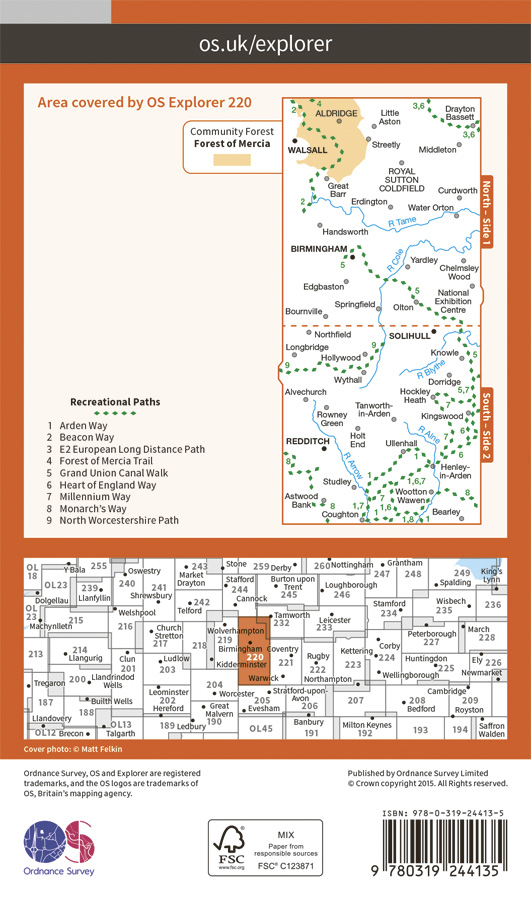 os.uk/explorer
Area covered by OS Explorer 220
Community Forest
Forest of Mercia
2
4
ALDRIDGE
Little
Aston
3,6
Drayton
Bassett
3,6
WALSALL
Streetly
Middleton
ROYAL
SUTTON
COLDFIELD
Great
Barr
Curdworth
Erdington
Water Orton
2
R Tame
Handsworth
North – Side 1
BIRMINGHAM
5
R Cole
Yardley
Chelmsley
Wood
Edgbaston
5
National
Exhibition
Centre
Springfield
Olton
Bournville
Northfield
SOLIHULL
Longbridge
9
Hollywood
Knowle
5
9
Wythall
R Blythe
Dorridge
Alvechurch
Hockley
Heath
5,7
Rowney
Green
Tanworth-
in-Arden
7
Kingswood
REDDITCH
Holt
End
R Alne
6
Ullenhall
8
R Arrow
1
Henley-
in-Arden
Studley
1
1,6,7
Astwood
Bank
8
Wootton
Wawen
1,7
7
1
1,6
Coughton
1
1,8
1
Bearley
8
South – Side 2
Recreational Paths
1 Arden Way
2 Beacon Way
3 E2 European Long Distance Path
4 Forest of Mercia Trail
5 Grand Union Canal Walk
6 Heart of England Way
7 Millennium Way
8 Monarch's Way
9 North Worcestershire Path
OL
18
Y Bala
255
Oswestry
243
Market
Drayton
Stone
259
Derby
260
Nottingham
Grantham
247
248
249
Spalding
King's
Lynn
OL23
239
Llanfyllin
240
241
Shrewsbury
Stafford
244
Cannock
Burton upon
Trent
245
Loughborough
246
Dolgellau
OL
23
Machynlleth
215
Welshpool
216
242
Telford
Tamworth
232
Leicester
233
Stamford
234
Wisbech
235
236
Church
Stretton
217
Wolverhampton
219
218
Birmingham
220
Kidderminster
Coventry
221
Rugby
222
Kettering
223
Corby
224
Peterborough
227
March
228
213
214
Llangurig
Clun
201
Ludlow
203
Warwick
Northampton
Wellingborough
Huntingdon
225
Ely
226
Newmarket
Tregaron
200
Llandrindod
Wells
Leominster
202
Hereford
204
Worcester
Stratford-upon-
Avon
205
Evesham
206
Banbury
191
207
208
Bedford
Cambridge
209
Royston
210
187
188
Builth Wells
Llandovery
OL12
Brecon
OL13
Talgarth
189
Ledbury
Great
Malvern
190
OL45
Milton Keynes
192
193
194
Saffron
Walden
Cover photo: © Matt Felkin
Ordnance Survey, OS and Explorer are registered
trademarks, and the OS logos are trademarks of
OS, Britain's mapping agency.
Published by Ordnance Survey Limited
© Crown copyright 2015. All rights reserved.
OS
Ordnance Survey
FSC
www.fsc.org
MIX
Paper from
responsible sources
FSC® C123871
ISBN: 978-0-319-24413-5
9 780319 244135